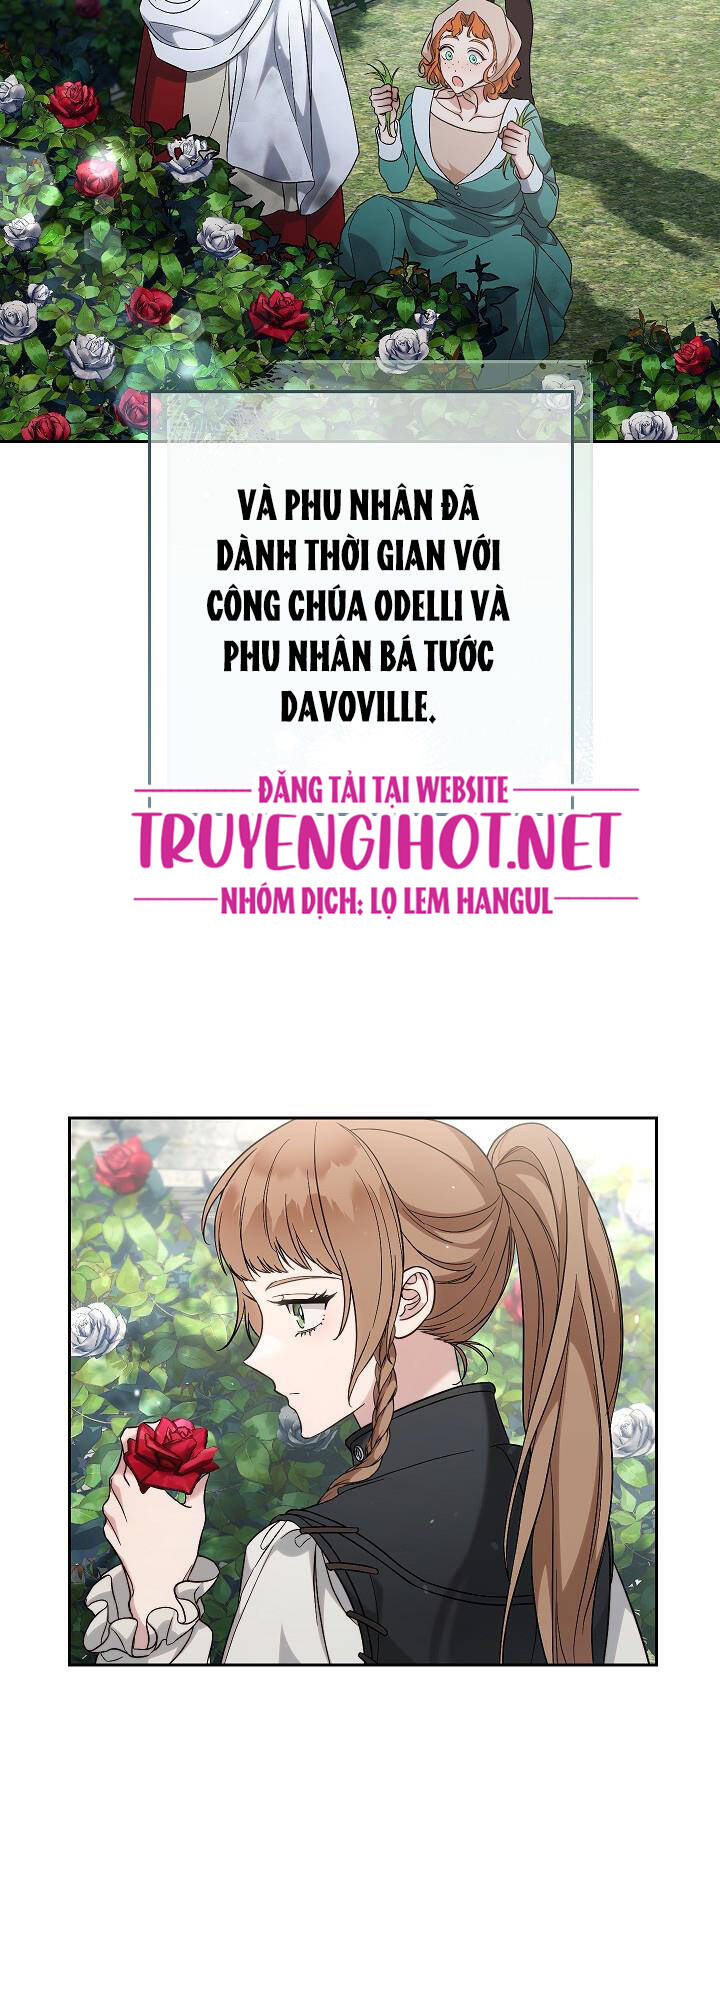 VÀ PHU NHÂN ĐÃ
DÀNH THỜI GIAN VỚI
CÔNG CHÚA ODELLI VÀ
PHU NHÂN BÁ TƯỚC
DAVOVILLE.
ĐĂNG TẢI TẠI WEBSITE
TRUYENGIHOT.NET
NHÓM DỊCH: LỌ LEM HANGUL